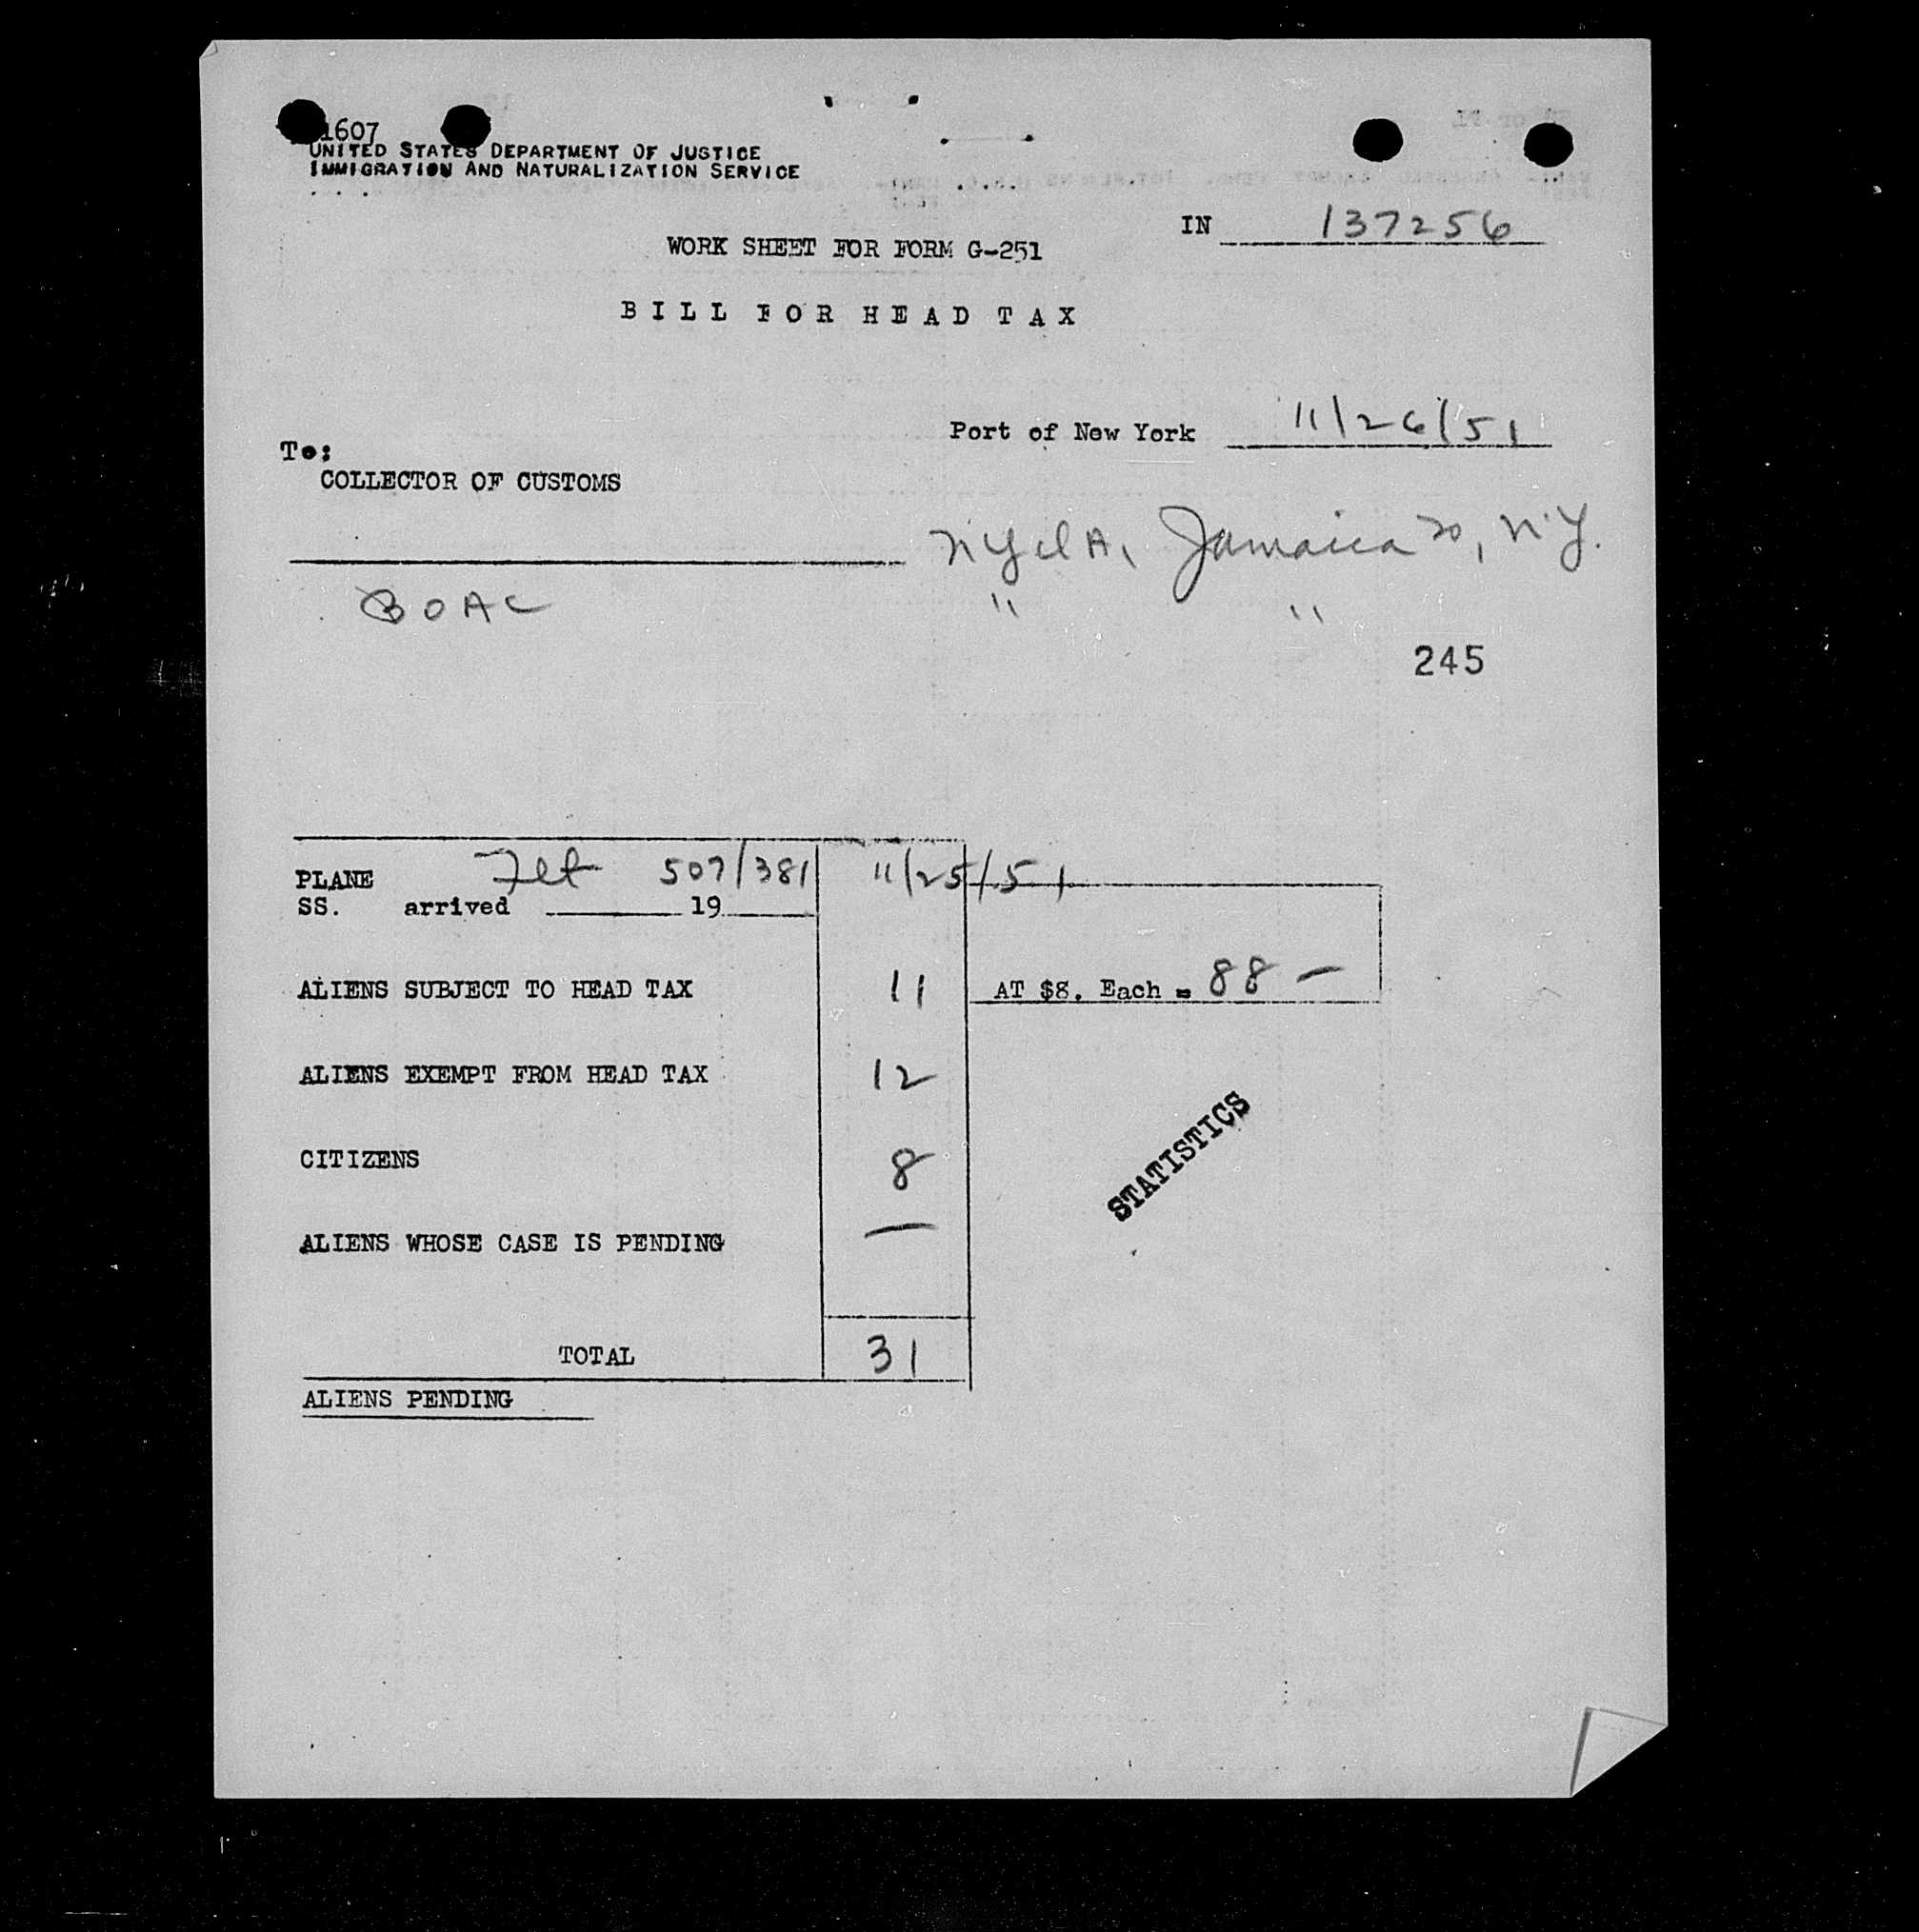 1607
UNITED STATES DEPARTMENT OF JUSTICE
IMMIGRATION AND NATURALIZATION SERVICE
IN 137256
WORK SHEET FOR FORM G-251
BILL FOR HEAD TAX
Port of New York 11/26/51
To:
COLLECTOR OF CUSTOMS
Jamaica 20, N.Y.
BOAC " "
245
PLANE Flt 507/381 11/25/51
SS. arrived 19
ALIENS SUBJECT TO HEAD TAX 11 AT $8. Each = 88 —
ALIENS EXEMPT FROM HEAD TAX 12
CITIZENS 8
STATISTICS
ALIENS WHOSE CASE IS PENDING —
TOTAL 31
ALIENS PENDING